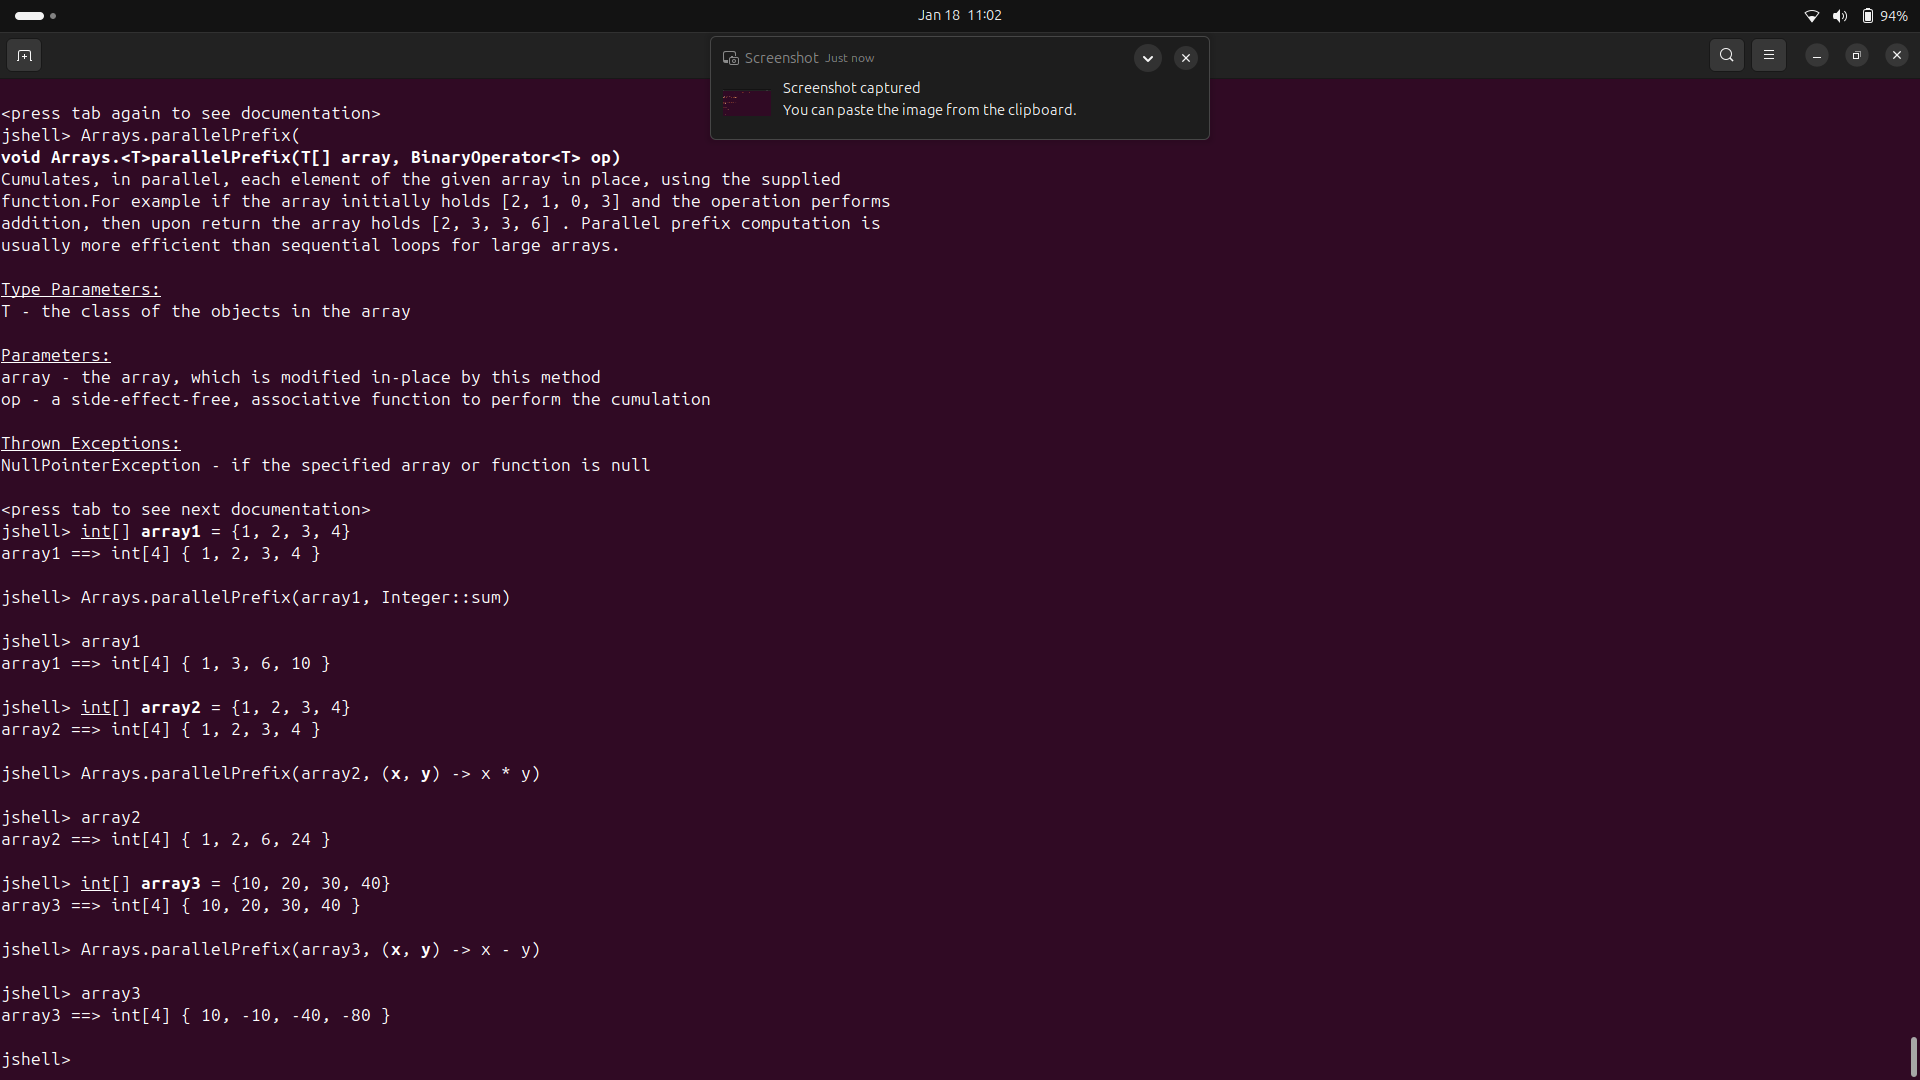 Jan 18 11:02
94%
Screenshot Just now
Screenshot captured
You can paste the image from the clipboard.
<press tab again to see documentation>
jshell> Arrays.parallelPrefix(
void Arrays.<T>parallelPrefix(T[] array, BinaryOperator<T> op)
Cumulates, in parallel, each element of the given array in place, using the supplied
function.For example if the array initially holds [2, 1, 0, 3] and the operation performs
addition, then upon return the array holds [2, 3, 3, 6] . Parallel prefix computation is
usually more efficient than sequential loops for large arrays.
Type Parameters:
T - the class of the objects in the array
Parameters:
array - the array, which is modified in-place by this method
op - a side-effect-free, associative function to perform the cumulation
Thrown Exceptions:
NullPointerException - if the specified array or function is null
<press tab to see next documentation>
jshell> int[] array1 = {1, 2, 3, 4}
array1 ==> int[4] { 1, 2, 3, 4 }
jshell> Arrays.parallelPrefix(array1, Integer::sum)
jshell> array1
array1 ==> int[4] { 1, 3, 6, 10 }
jshell> int[] array2 = {1, 2, 3, 4}
array2 ==> int[4] { 1, 2, 3, 4 }
jshell> Arrays.parallelPrefix(array2, (x, y) -> x * y)
jshell> array2
array2 ==> int[4] { 1, 2, 6, 24 }
jshell> int[] array3 = {10, 20, 30, 40}
array3 ==> int[4] { 10, 20, 30, 40 }
jshell> Arrays.parallelPrefix(array3, (x, y) -> x - y)
jshell> array3
array3 ==> int[4] { 10, -10, -40, -80 }
jshell>